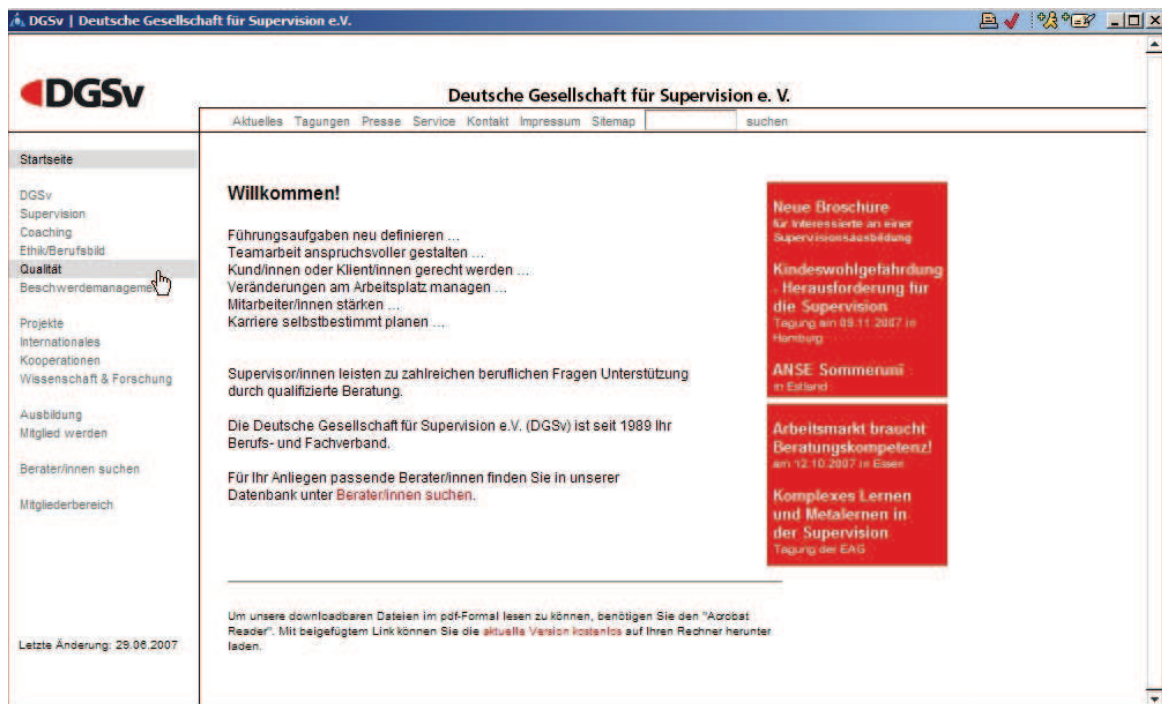 DGSv | Deutsche Gesellschaft für Supervision e.V.
DGSv
Deutsche Gesellschaft für Supervision e. V.
Aktuelles Tagungen Presse Service Kontakt Impressum Sitemap suchen
Startseite
DGSv
Supervision
Coaching
Ethik/Berufsbild
Qualität
Beschwerdemanagemen
Projekte
Internationales
Kooperationen
Wissenschaft & Forschung
Ausbildung
Mitglied werden
Berater/innen suchen
Mitgliederbereich
Letzte Änderung: 29.06.2007
Willkommen!
Führungsaufgaben neu definieren ...
Teamarbeit anspruchsvoller gestalten ...
Kund/innen oder Klient/innen gerecht werden ...
Veränderungen am Arbeitsplatz managen ...
Mitarbeiter/innen stärken ...
Karriere selbstbestimmt planen ...
Supervisor/innen leisten zu zahlreichen beruflichen Fragen Unterstützung
durch qualifizierte Beratung.
Die Deutsche Gesellschaft für Supervision e.V. (DGSv) ist seit 1989 Ihr
Berufs- und Fachverband.
Für Ihr Anliegen passende Berater/innen finden Sie in unserer
Datenbank unter Berater/innen suchen.
Um unsere downloadbaren Dateien im pdf-Format lesen zu können, benötigen Sie den "Acrobat
Reader". Mit beigefügtem Link können Sie die aktuelle Version kostenlos auf Ihren Rechner herunter
laden.
Neue Broschüre
für Interessierte an einer
Supervisionsausbildung
Kindeswohlgefährdung
- Herausforderung für
die Supervision
Tagung am 09.11.2007 in
Hamburg
ANSE Sommeruni
in Estland
Arbeitsmarkt braucht
Beratungskompetenz!
am 12.10.2007 in Essen
Komplexes Lernen
und Metalernen in
der Supervision
Tagung der EAG